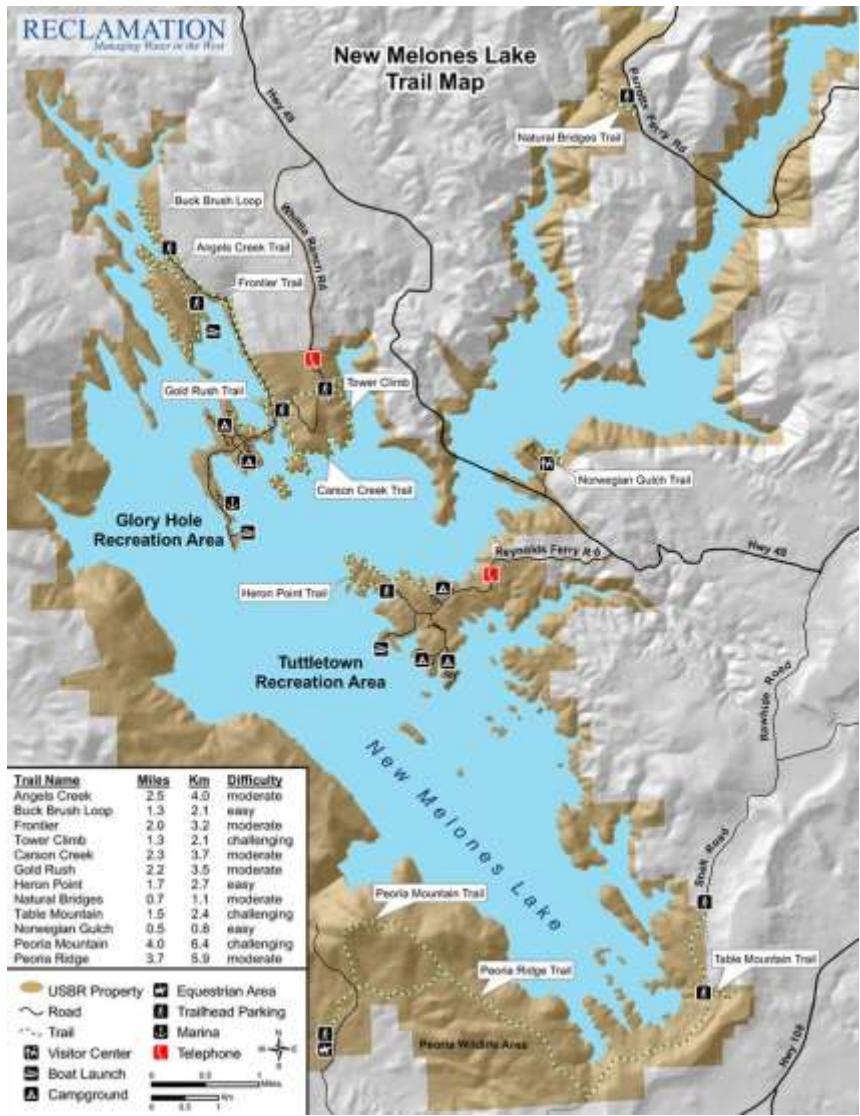 RECLAMATION
Managing Water in the West
New Melones Lake
Trail Map
Hwy 49
Parrotts Ferry Rd
Natural Bridges Trail
Buck Brush Loop
Whittle Ranch Rd
Angels Creek Trail
Frontier Trail
Gold Rush Trail
Tower Climb
Carson Creek Trail
Norwegian Gulch Trail
Glory Hole
Recreation Area
Reynolds Ferry Rd
Hwy 49
Heron Point Trail
Tuttletown
Recreation Area
Rawhide Road
New Melones Lake
Shell Road
Peoria Mountain Trail
Peoria Ridge Trail
Table Mountain Trail
Peoria Wildlife Area
Hwy 108
Trail Name Miles Km Difficulty
Angels Creek 2.5 4.0 moderate
Buck Brush Loop 1.3 2.1 easy
Frontier 2.0 3.2 moderate
Tower Climb 1.3 2.1 challenging
Carson Creek 2.3 3.7 moderate
Gold Rush 2.2 3.5 moderate
Heron Point 1.7 2.7 easy
Natural Bridges 0.7 1.1 moderate
Table Mountain 1.5 2.4 challenging
Norwegian Gulch 0.5 0.8 easy
Peoria Mountain 4.0 6.4 challenging
Peoria Ridge 3.7 5.9 moderate
USBR Property
Equestrian Area
Road
Trailhead Parking
Trail
Marina
Visitor Center
Telephone
Boat Launch
Campground
N
W E
S
0 0.5 1
Miles
Km
0 0.5 1